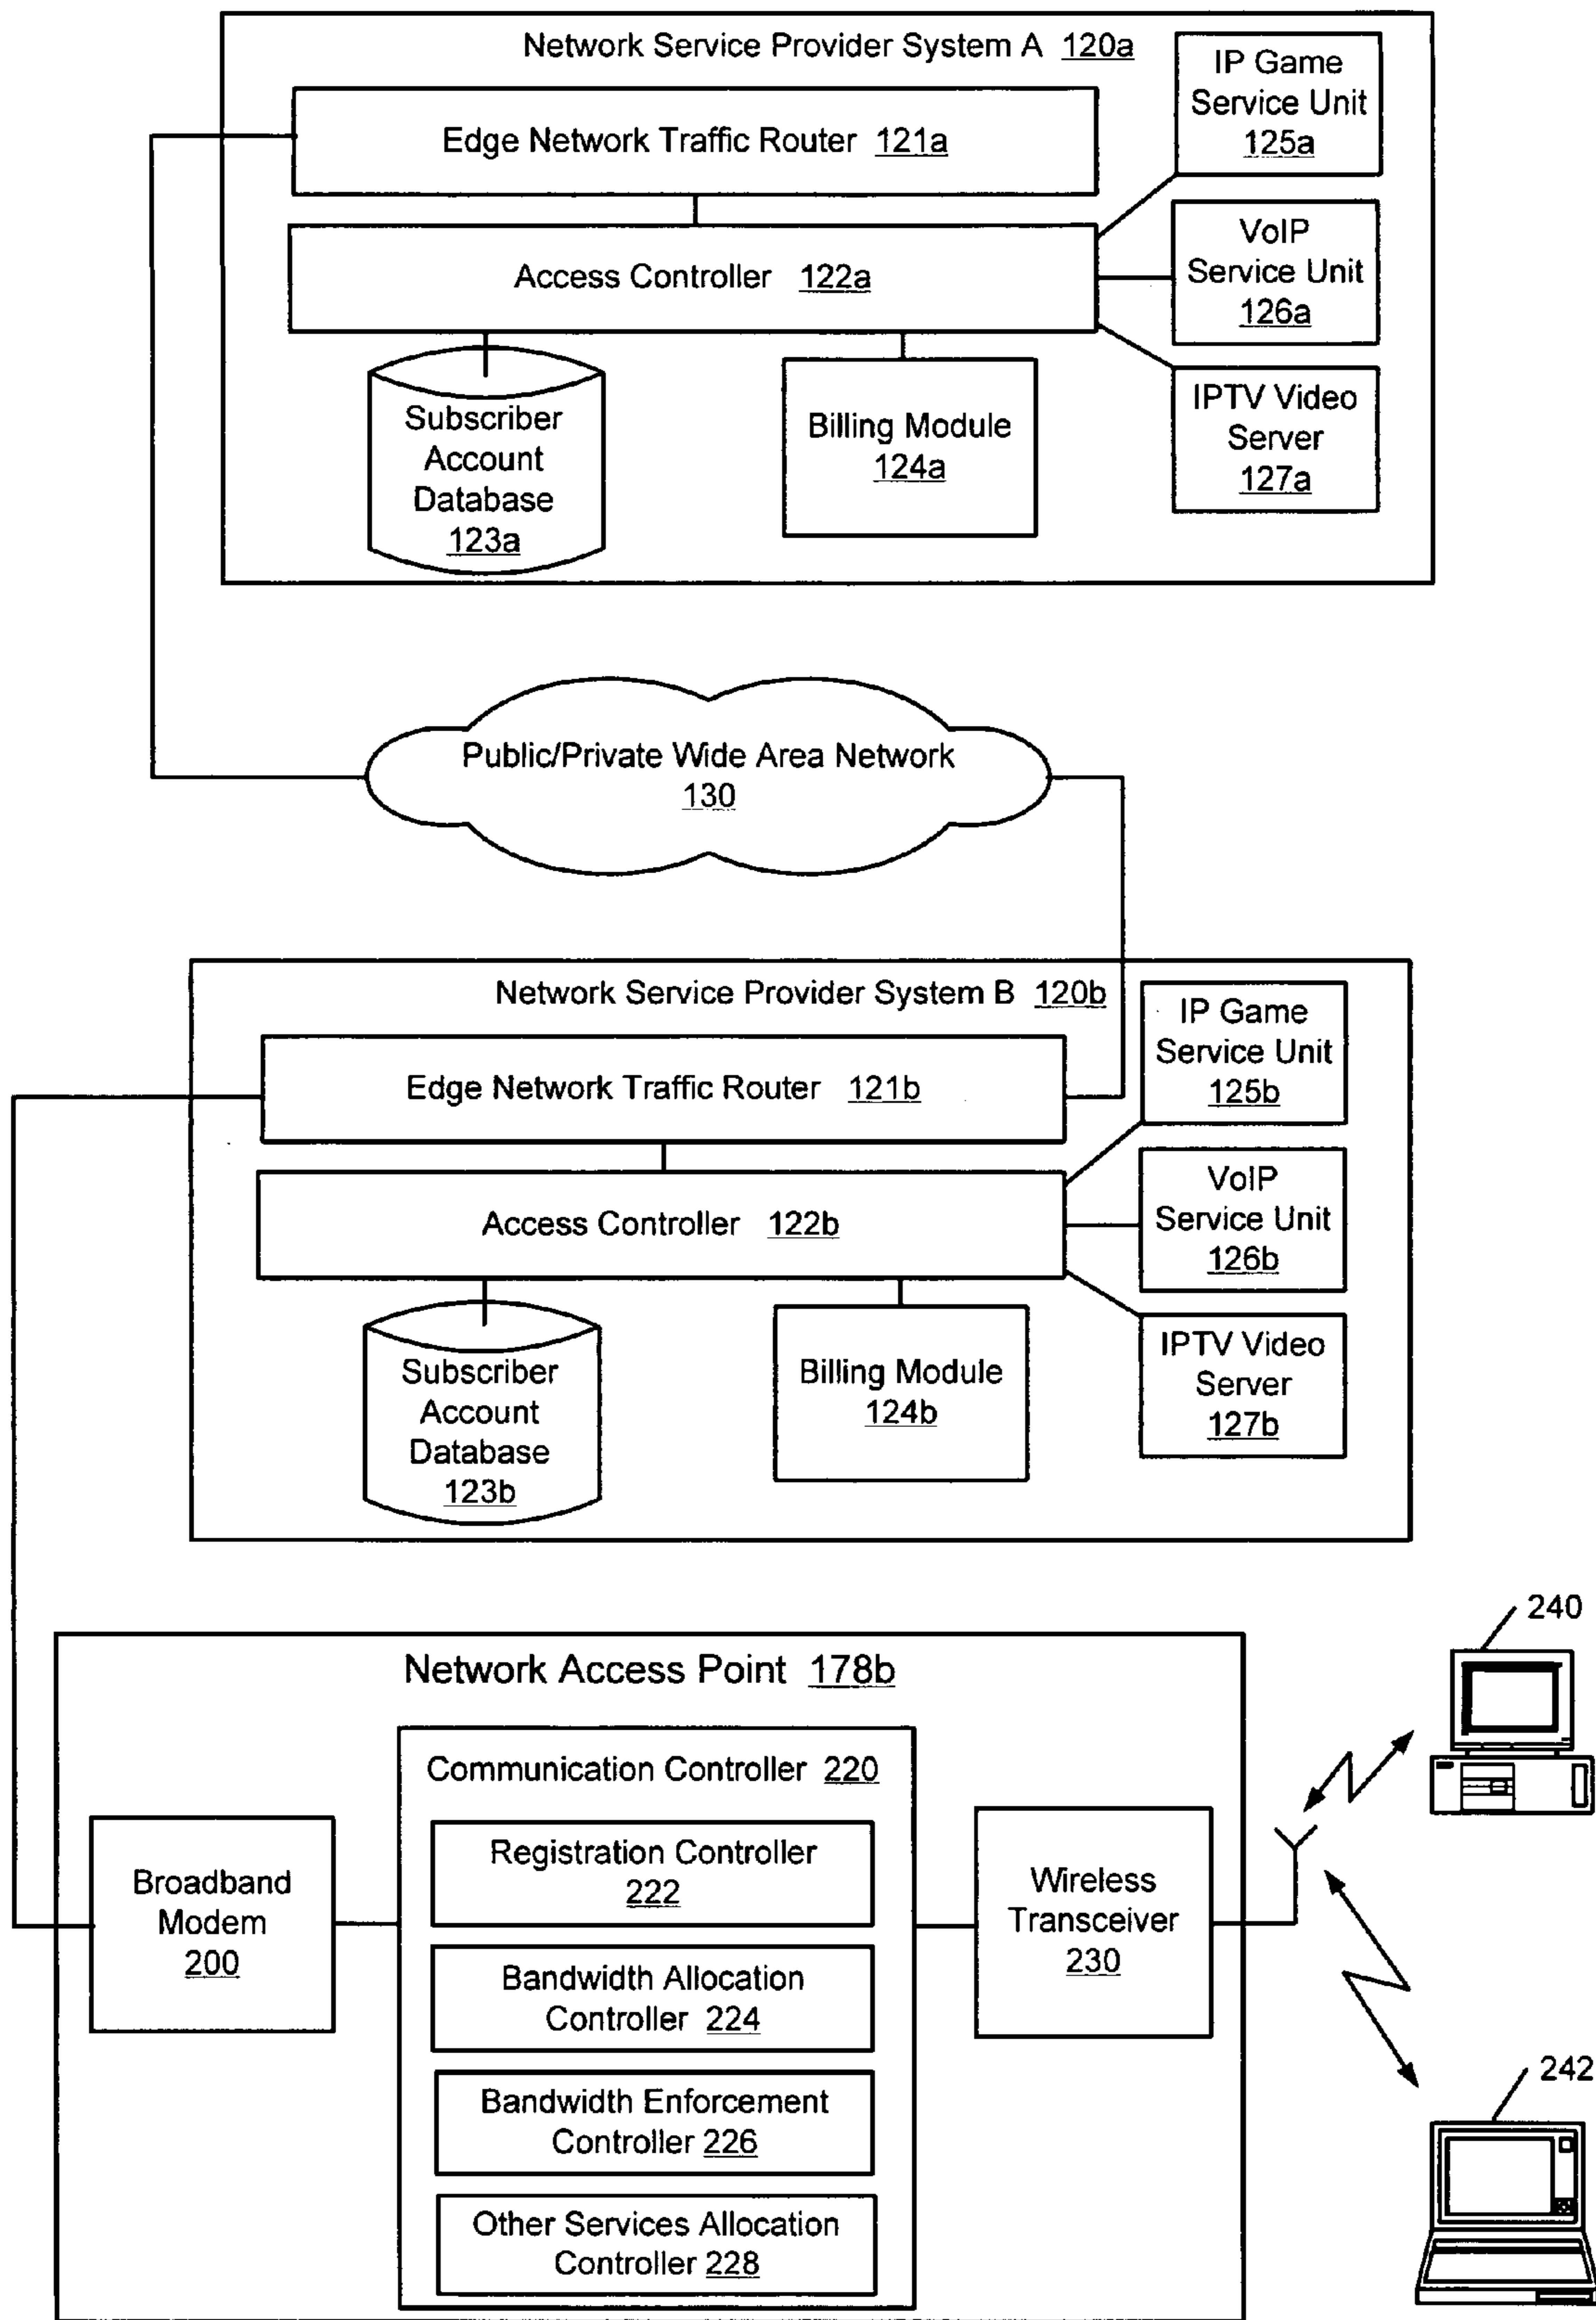 Network Service Provider System A 120a
IP Game
Service Unit
125a
Edge Network Traffic Router 121a
VoIP
Service Unit
126a
Access Controller 122a
IPTV Video
Server
127a
Subscriber
Account
Database
123a
Billing Module
124a
Public/Private Wide Area Network
130
Network Service Provider System B 120b
IP Game
Service Unit
125b
Edge Network Traffic Router 121b
VoIP
Service Unit
126b
Access Controller 122b
IPTV Video
Server
127b
Subscriber
Account
Database
123b
Billing Module
124b
240
Network Access Point 178b
Communication Controller 220
Broadband
Modem
200
Registration Controller
222
Bandwidth Allocation
Controller 224
Bandwidth Enforcement
Controller 226
Other Services Allocation
Controller 228
Wireless
Transceiver
230
242